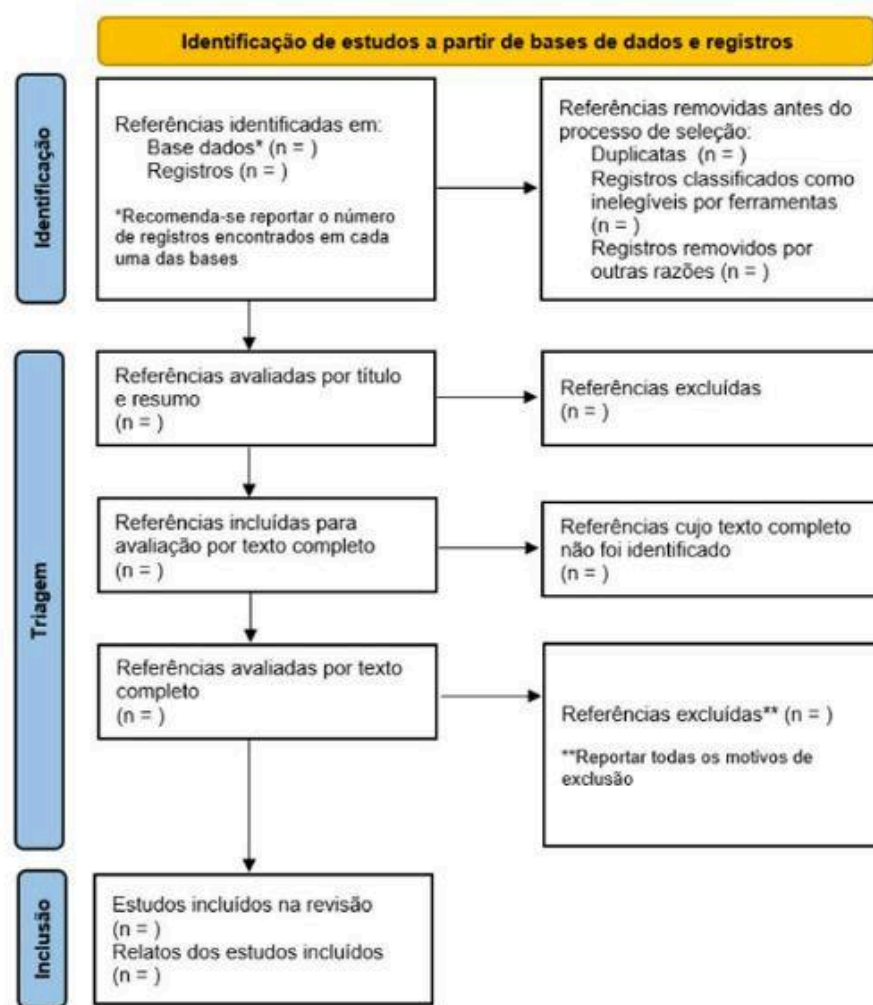 Identificação de estudos a partir de bases de dados e registros
Identificação
Referências identificadas em:
Base dados* (n = )
Registros (n = )
*Recomenda-se reportar o número
de registros encontrados em cada
uma das bases
Referências removidas antes do
processo de seleção:
Duplicatas (n = )
Registros classificados como
inelegíveis por ferramentas
(n = )
Registros removidos por
outras razões (n = )
Triagem
Referências avaliadas por título
e resumo
(n = )
Referências excluídas
(n = )
Referências incluídas para
avaliação por texto completo
(n = )
Referências cujo texto completo
não foi identificado
(n = )
Referências avaliadas por texto
completo
(n = )
Referências excluídas** (n = )
**Reportar todas os motivos de
exclusão
Inclusão
Estudos incluídos na revisão
(n = )
Relatos dos estudos incluídos
(n = )